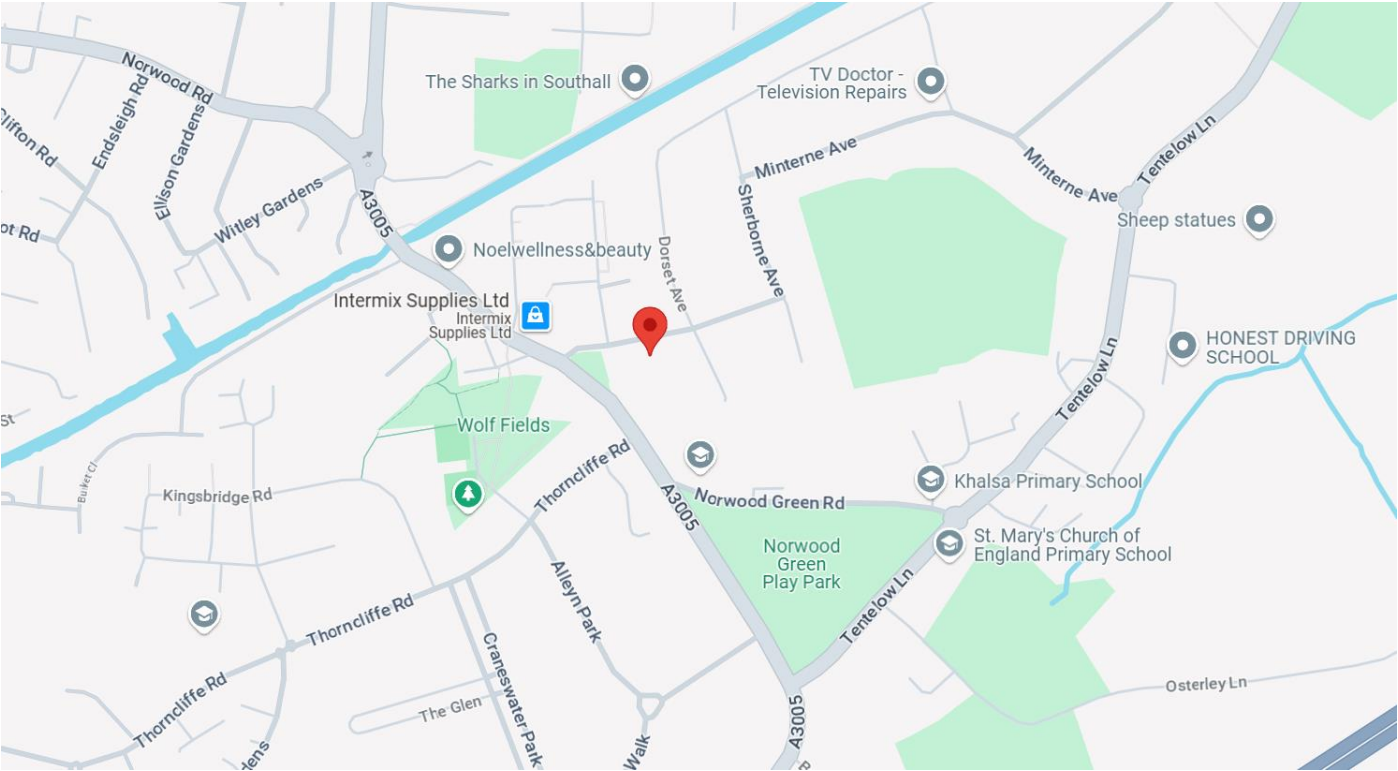 Norwood Rd
Clifton Rd
Endsleigh Rd
Ellison Gardens
Witley Gardens
ot Rd
A3005
The Sharks in Southall
TV Doctor -
Television Repairs
Minterne Ave
Minterne Ave
Tentelow Ln
Sherborne Ave
Sheep statues
Noelwellness&beauty
Dorset Ave
Intermix Supplies Ltd
Intermix
Supplies Ltd
HONEST DRIVING
SCHOOL
Tentelow Ln
St
Wolf Fields
Thorncliffe Rd
Bulket Cl
Kingsbridge Rd
A3005
Norwood Green Rd
Khalsa Primary School
St. Mary's Church of
England Primary School
Norwood
Green
Play Park
Tentelow Ln
Alleyn Park
Thorncliffe Rd
Craneswater Park
Thorncliffe Rd
The Glen
Osterley Ln
A3005
Walk
dens